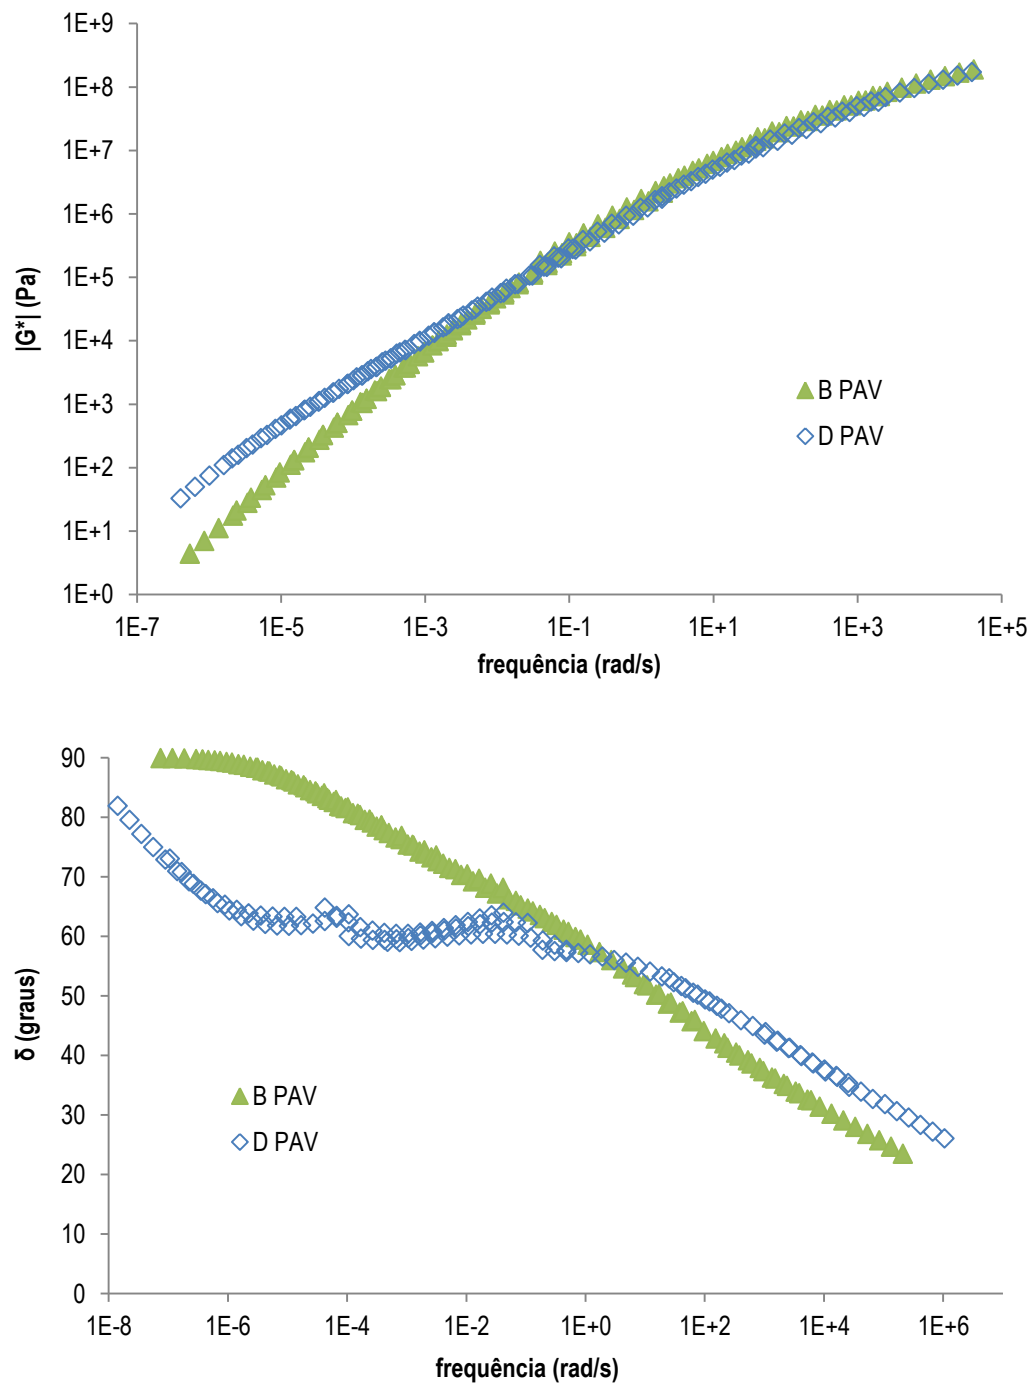 1E+9
1E+8
1E+7
1E+6
1E+5
1E+4
1E+3
1E+2
1E+1
1E+0
|G*| (Pa)
B PAV
D PAV
1E-7 1E-5 1E-3 1E-1 1E+1 1E+3 1E+5
frequência (rad/s)
90
80
70
60
50
40
30
20
10
0
δ (graus)
B PAV
D PAV
1E-8 1E-6 1E-4 1E-2 1E+0 1E+2 1E+4 1E+6
frequência (rad/s)